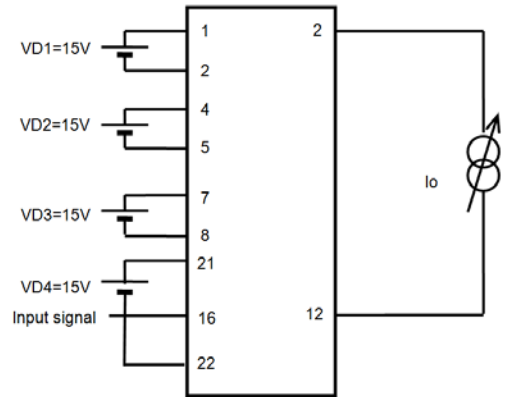 1
2
VD1=15V
2
4
VD2=15V
5
7
VD3=15V
8
21
VD4=15V
Input signal
16
12
22
Io